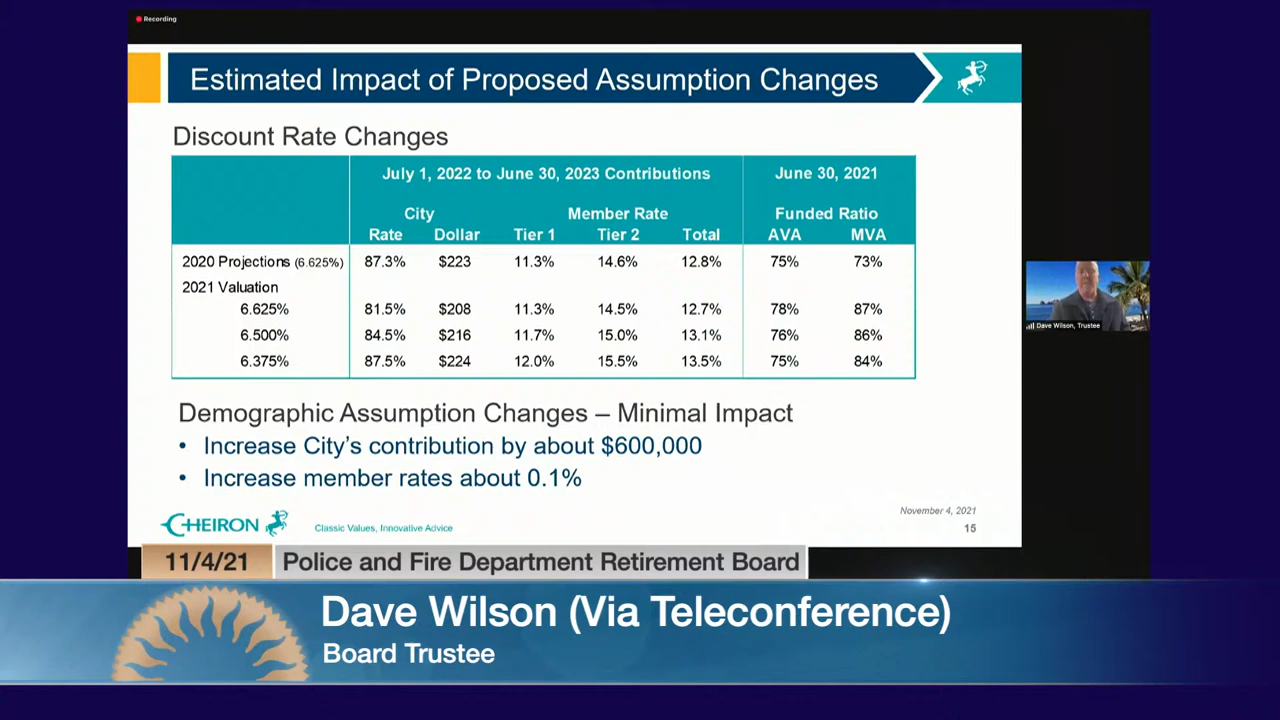 Recording
Estimated Impact of Proposed Assumption Changes
Discount Rate Changes
July 1, 2022 to June 30, 2023 Contributions June 30, 2021
City Member Rate Funded Ratio
Rate Dollar Tier 1 Tier 2 Total AVA MVA
2020 Projections (6.625%) 87.3% $223 11.3% 14.6% 12.8% 75% 73%
2021 Valuation
6.625% 81.5% $208 11.3% 14.5% 12.7% 78% 87%
6.500% 84.5% $216 11.7% 15.0% 13.1% 76% 86%
6.375% 87.5% $224 12.0% 15.5% 13.5% 75% 84%
Dave Wilson, Trustee
Demographic Assumption Changes – Minimal Impact
• Increase City's contribution by about $600,000
• Increase member rates about 0.1%
November 4, 2021
CHEIRON Classic Values, Innovative Advice 15
11/4/21 Police and Fire Department Retirement Board
Dave Wilson (Via Teleconference)
Board Trustee